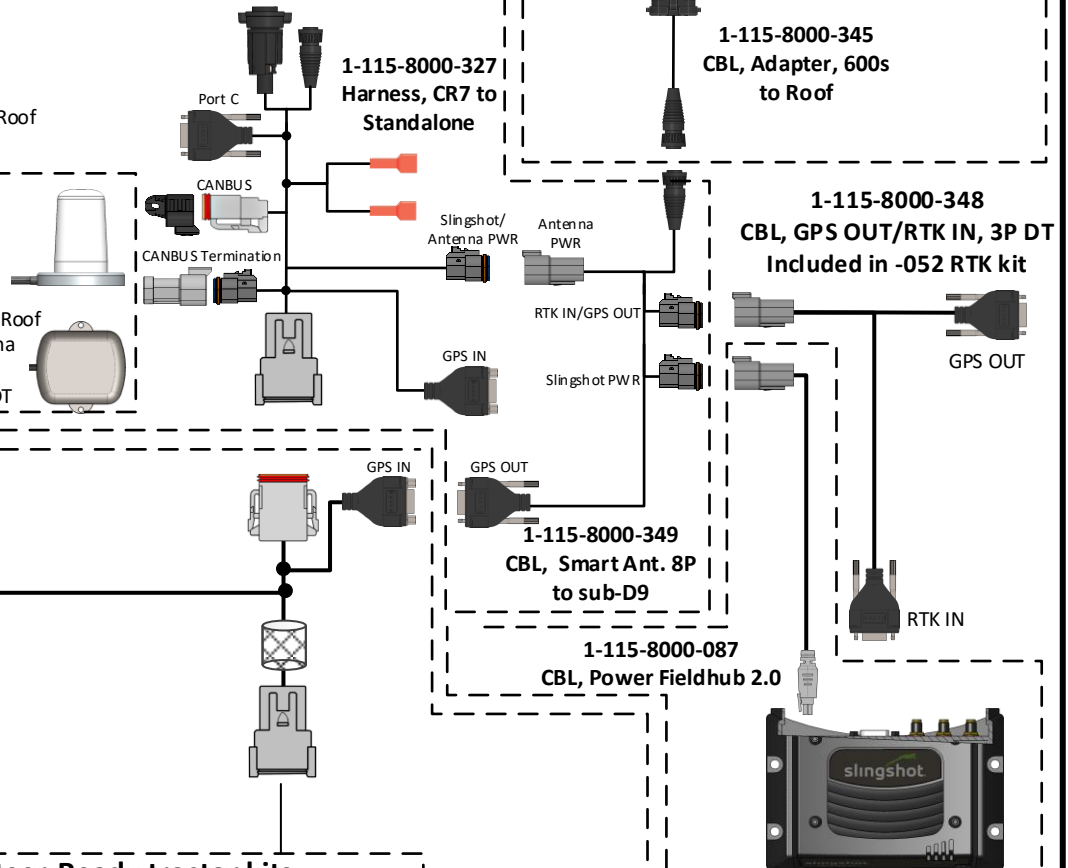 1-115-8000-345
CBL, Adapter, 600s
to Roof
1-115-8000-327
Harness, CR7 to
Standalone
Port C
Roof
CANBUS
1-115-8000-348
CBL, GPS OUT/RTK IN, 3P DT
Included in -052 RTK kit
Slingshot/
Antenna PWR
Antenna
PWR
CANBUS Termination
RTK IN/GPS OUT
Roof
na
GPS OUT
GPS IN
Slingshot PWR
OT
GPS IN
GPS OUT
1-115-8000-349
CBL, Smart Ant. 8P
to sub-D9
RTK IN
1-115-8000-087
CBL, Power Fieldhub 2.0
slingshot